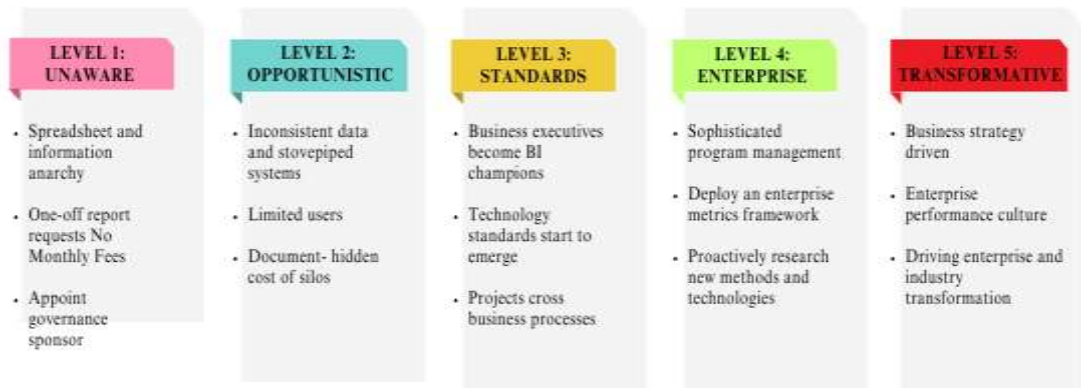 LEVEL 1:
UNAWARE
• Spreadsheet and
information
anarchy
• One-off report
requests No
Monthly Fees
• Appoint
governance
sponsor
LEVEL 2:
OPPORTUNISTIC
• Inconsistent data
and stovepiped
systems
• Limited users
• Document- hidden
cost of silos
LEVEL 3:
STANDARDS
• Business executives
become BI
champions
• Technology
standards start to
emerge
• Projects cross
business processes
LEVEL 4:
ENTERPRISE
• Sophisticated
program management
• Deploy an enterprise
metrics framework
• Proactively research
new methods and
technologies
LEVEL 5:
TRANSFORMATIVE
• Business strategy
driven
• Enterprise
performance culture
• Driving enterprise and
industry
transformation